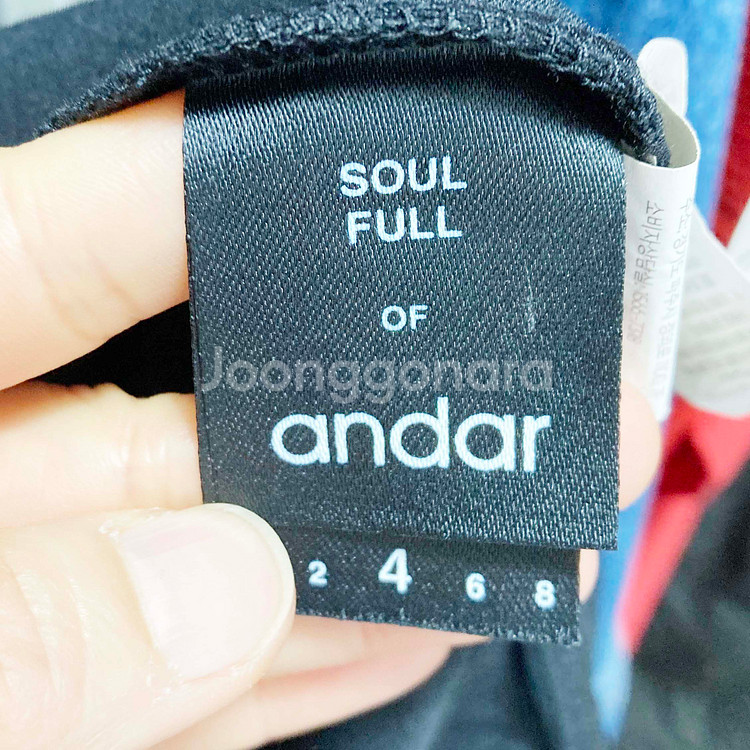 SOUL
FULL
OF
Joonggonara
andar
2 4 6 8